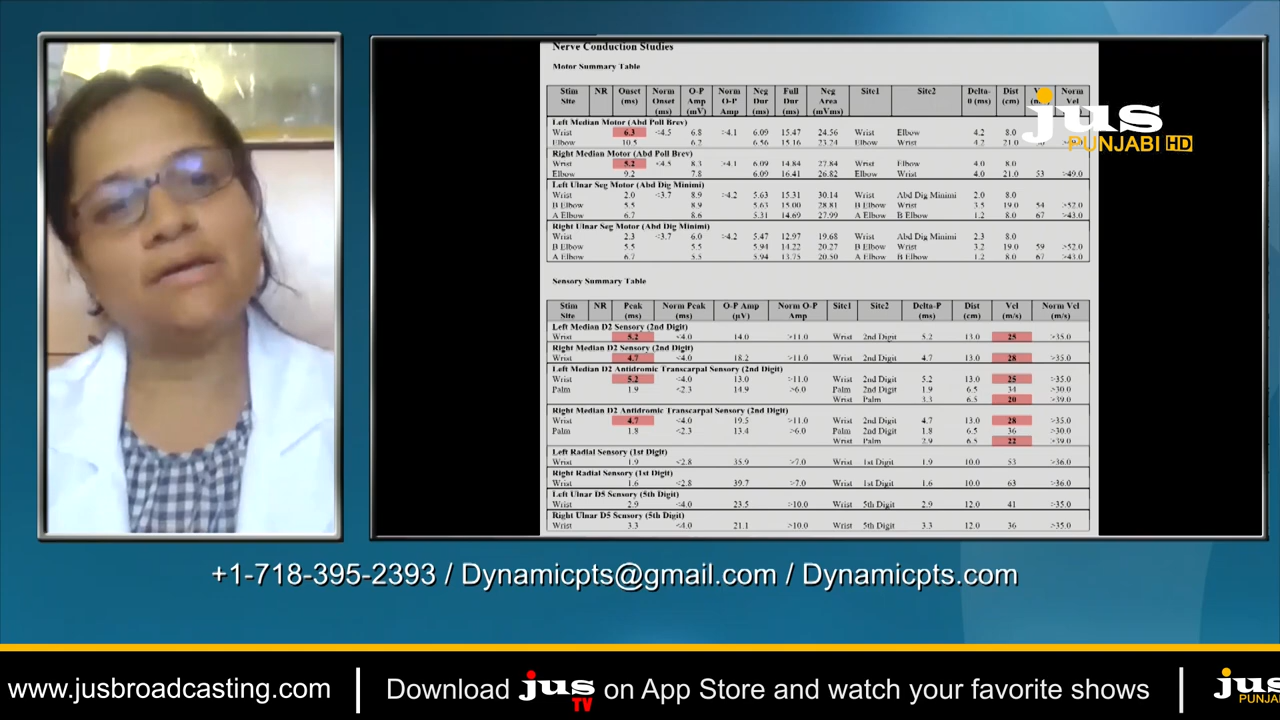 Nerve Conduction Studies
Motor Summary Table
Stim Site NR Onset (ms) Norm Onset (ms) O-P Amp (mV) Norm O-P Amp Neg Dur (ms) Full Dur (ms) Neg Area (mVms) Site1 Site2 Delta-0 (ms) Dist (cm) Norm Vel
Left Median Motor (Abd Poll Brev)
Wrist 6.3 <4.5 6.8 >4.1 6.09 15.47 24.56 Wrist Elbow 4.2 8.0
Elbow 10.5 6.2 6.56 15.16 23.24 Elbow Wrist 4.2 21.0
Right Median Motor (Abd Poll Brev)
Wrist 5.2 <4.5 8.3 >4.1 6.09 14.84 27.84 Wrist Elbow 4.0 8.0
Elbow 9.2 7.8 6.09 16.41 26.82 Elbow Wrist 4.0 21.0 53 >49.0
Left Ulnar Seg Motor (Abd Dig Minimi)
Wrist 2.0 <3.7 8.9 >4.2 5.63 15.31 30.14 Wrist Abd Dig Minimi 2.0 8.0
B Elbow 5.5 8.9 5.63 15.00 28.81 B Elbow Wrist 3.5 19.0 54 >52.0
A Elbow 6.7 8.6 5.31 14.69 27.99 A Elbow B Elbow 1.2 8.0 67 >43.0
Right Ulnar Seg Motor (Abd Dig Minimi)
Wrist 2.3 <3.7 6.0 >4.2 5.47 12.97 19.68 Wrist Abd Dig Minimi 2.3 8.0
B Elbow 5.5 5.5 5.94 14.22 20.27 B Elbow Wrist 3.2 19.0 59 >52.0
A Elbow 6.7 5.5 5.94 13.75 20.50 A Elbow B Elbow 1.2 8.0 67 >43.0
Sensory Summary Table
Stim Site NR Peak (ms) Norm Peak (ms) O-P Amp (µV) Norm O-P Amp Site1 Site2 Delta-P (ms) Dist (cm) Vel (m/s) Norm Vel (m/s)
Left Median D2 Sensory (2nd Digit)
Wrist 5.2 <4.0 14.0 >11.0 Wrist 2nd Digit 5.2 13.0 25 >35.0
Right Median D2 Sensory (2nd Digit)
Wrist 4.7 <4.0 18.2 >11.0 Wrist 2nd Digit 4.7 13.0 28 >35.0
Left Median D2 Antidromic Transcarpal Sensory (2nd Digit)
Wrist 5.2 <4.0 13.0 >11.0 Wrist 2nd Digit 5.2 13.0 25 >35.0
Palm 1.9 <2.3 14.9 >6.0 Palm 2nd Digit 1.9 6.5 34 >30.0
Wrist Palm 3.3 6.5 20 >39.0
Right Median D2 Antidromic Transcarpal Sensory (2nd Digit)
Wrist 4.7 <4.0 19.5 >11.0 Wrist 2nd Digit 4.7 13.0 28 >35.0
Palm 1.8 <2.3 13.4 >6.0 Palm 2nd Digit 1.8 6.5 36 >30.0
Wrist Palm 2.9 6.5 22 >39.0
Left Radial Sensory (1st Digit)
Wrist 1.9 <2.8 35.9 >7.0 Wrist 1st Digit 1.9 10.0 53 >36.0
Right Radial Sensory (1st Digit)
Wrist 1.6 <2.8 39.7 >7.0 Wrist 1st Digit 1.6 10.0 63 >36.0
Left Ulnar D5 Sensory (5th Digit)
Wrist 2.9 <4.0 23.5 >10.0 Wrist 5th Digit 2.9 12.0 41 >35.0
Right Ulnar D5 Sensory (5th Digit)
Wrist 3.3 <4.0 21.1 >10.0 Wrist 5th Digit 3.3 12.0 36 >35.0
jus
PUNJABI HD
+1-718-395-2393 / Dynamicpts@gmail.com / Dynamicpts.com
www.jusbroadcasting.com | Download jus TV on App Store and watch your favorite shows | jus
PUNJ